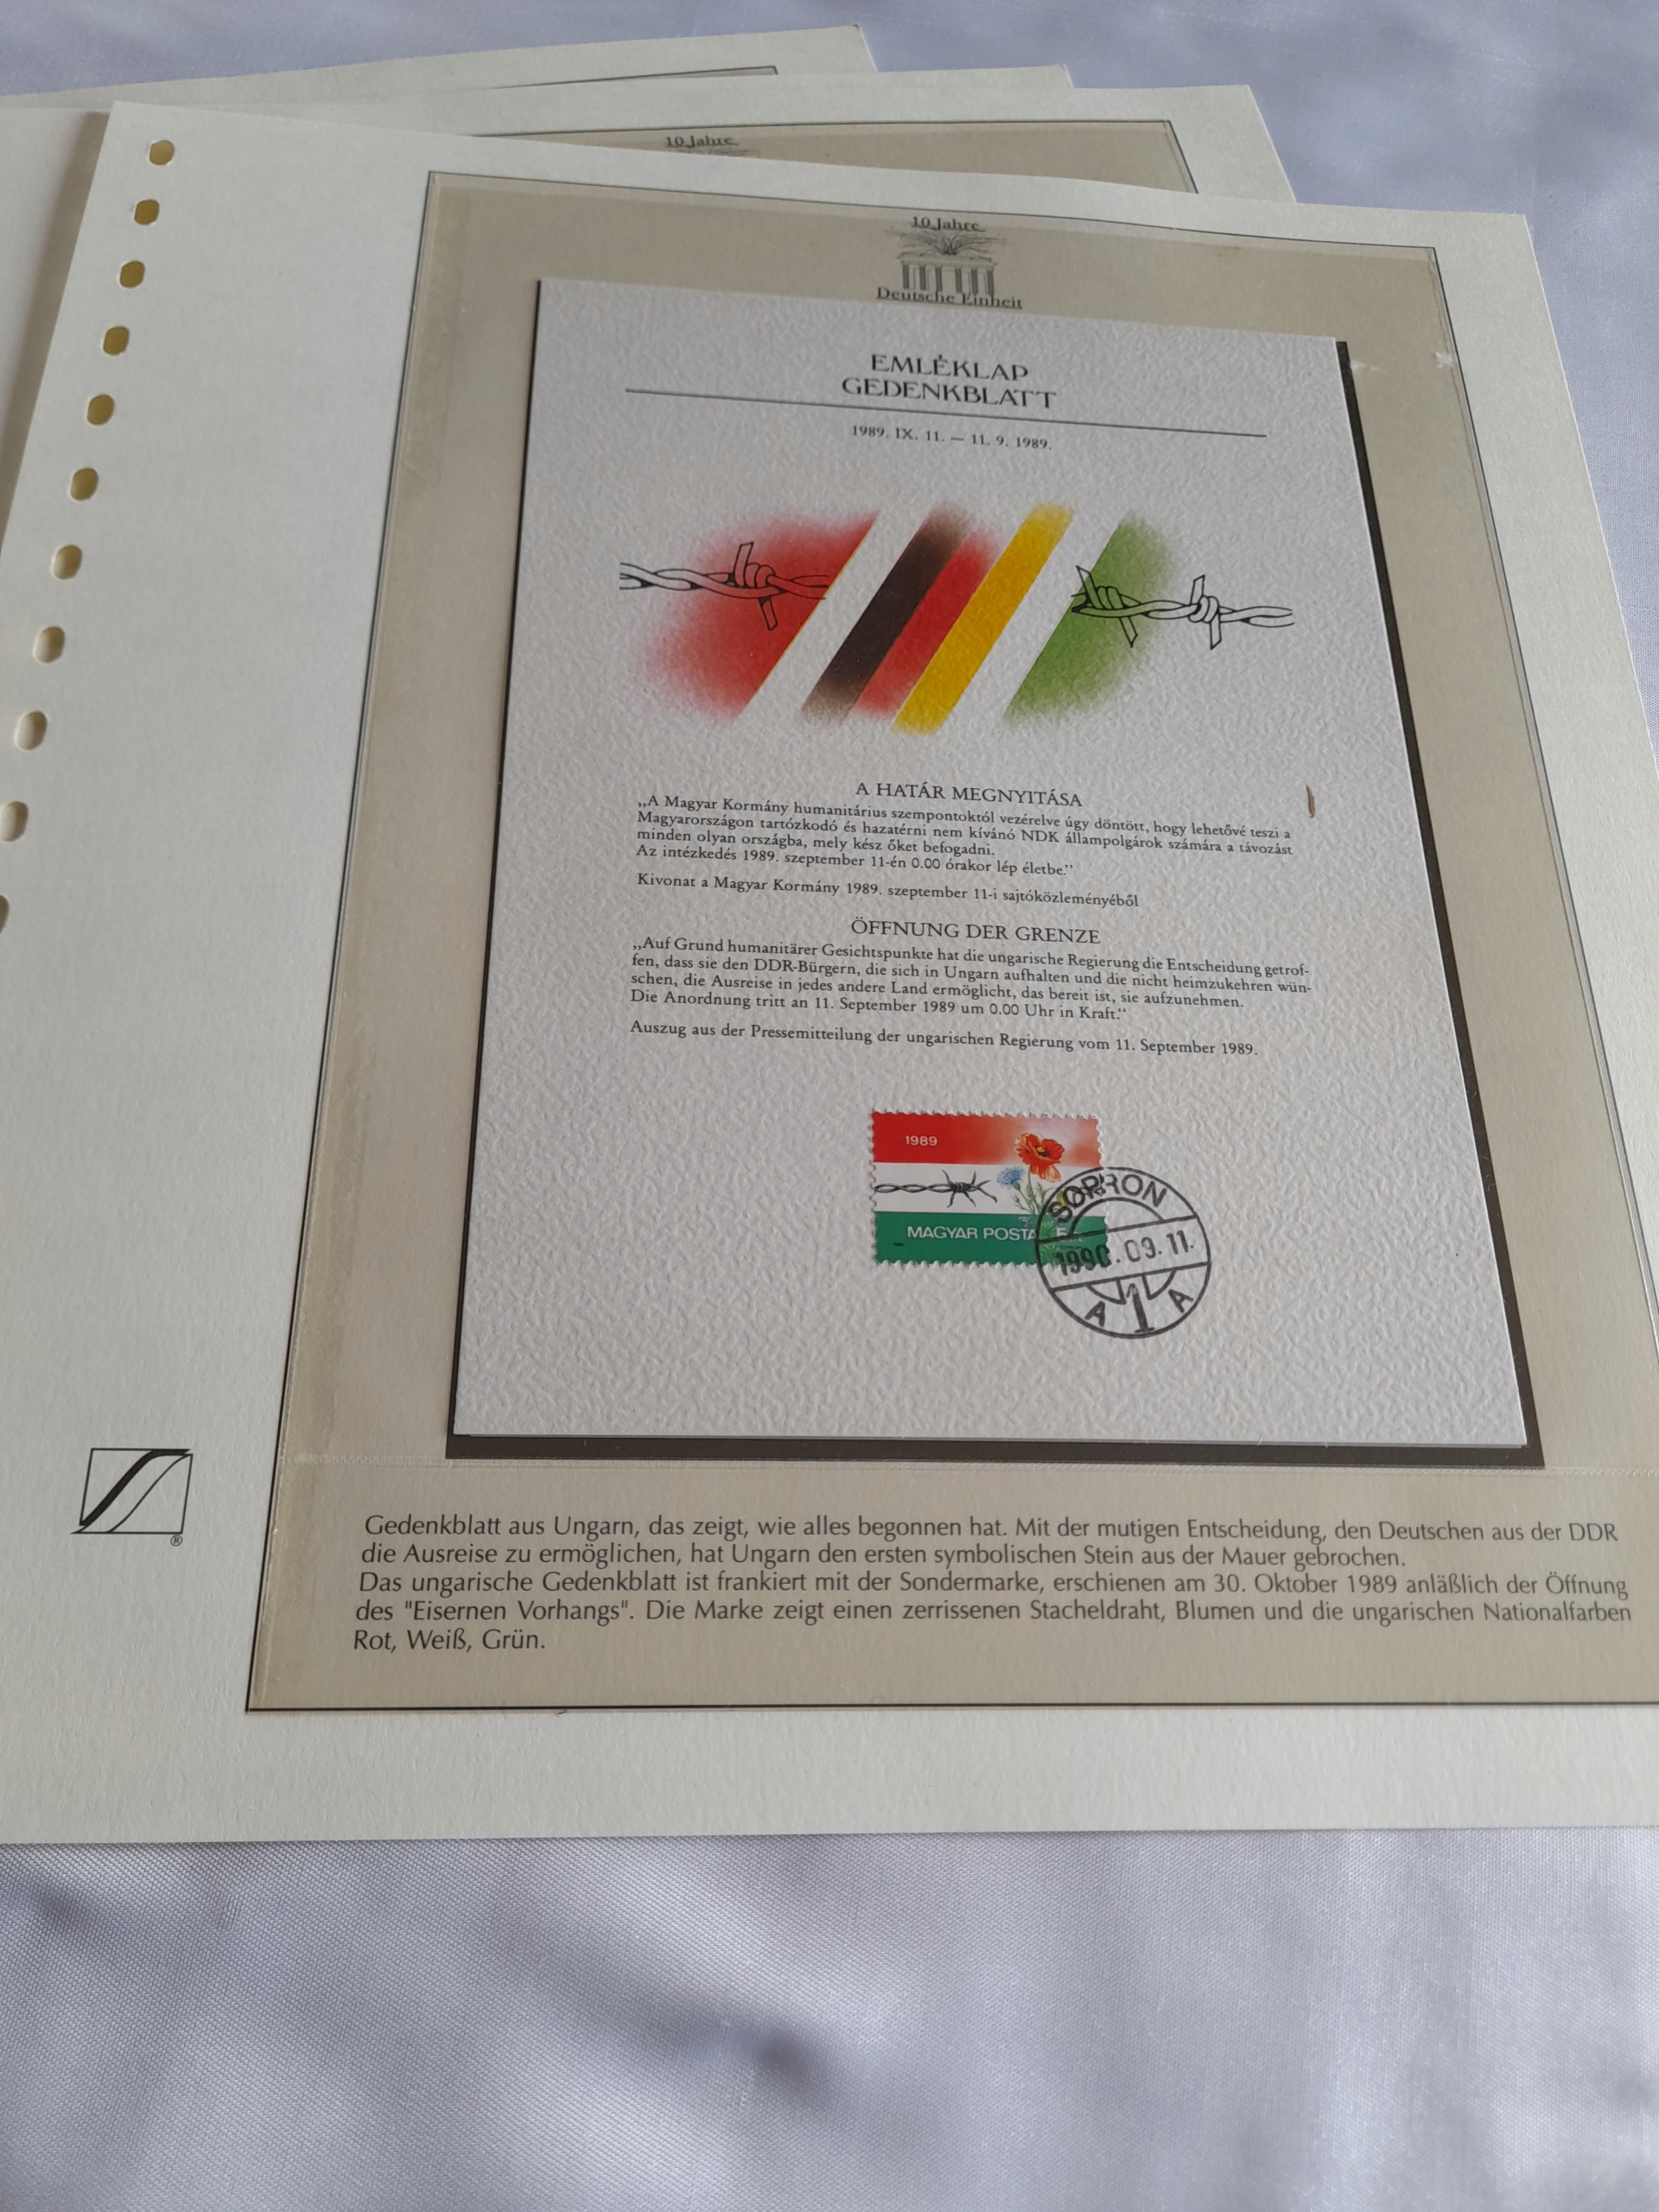 10 Jahre
10 Jahre
Deutsche Einheit
EMLÉKLAP
GEDENKBLATT
1989. IX. 11. — 11. 9. 1989.
A HATÁR MEGNYITÁSA
„A Magyar Kormány humanitárius szempontoktól vezérelve úgy döntött, hogy lehetővé teszi a
Magyarországon tartózkodó és hazatérni nem kívánó NDK állampolgárok számára a távozást
minden olyan országba, mely kész őket befogadni.
Az intézkedés 1989. szeptember 11-én 0.00 órakor lép életbe.”
Kivonat a Magyar Kormány 1989. szeptember 11-i sajtóközleményéből
ÖFFNUNG DER GRENZE
„Auf Grund humanitärer Gesichtspunkte hat die ungarische Regierung die Entscheidung getrof-
fen, dass sie den DDR-Bürgern, die sich in Ungarn aufhalten und die nicht heimzukehren wün-
schen, die Ausreise in jedes andere Land ermöglicht, das bereit ist, sie aufzunehmen.
Die Anordnung tritt an 11. September 1989 um 0.00 Uhr in Kraft.“
Auszug aus der Pressemitteilung der ungarischen Regierung vom 11. September 1989.
1989
MAGYAR POSTA
SOPRON
1990.09.11.
A 1 A
®
Gedenkblatt aus Ungarn, das zeigt, wie alles begonnen hat. Mit der mutigen Entscheidung, den Deutschen aus der DDR
die Ausreise zu ermöglichen, hat Ungarn den ersten symbolischen Stein aus der Mauer gebrochen.
Das ungarische Gedenkblatt ist frankiert mit der Sondermarke, erschienen am 30. Oktober 1989 anläßlich der Öffnung
des "Eisernen Vorhangs". Die Marke zeigt einen zerrissenen Stacheldraht, Blumen und die ungarischen Nationalfarben
Rot, Weiß, Grün.